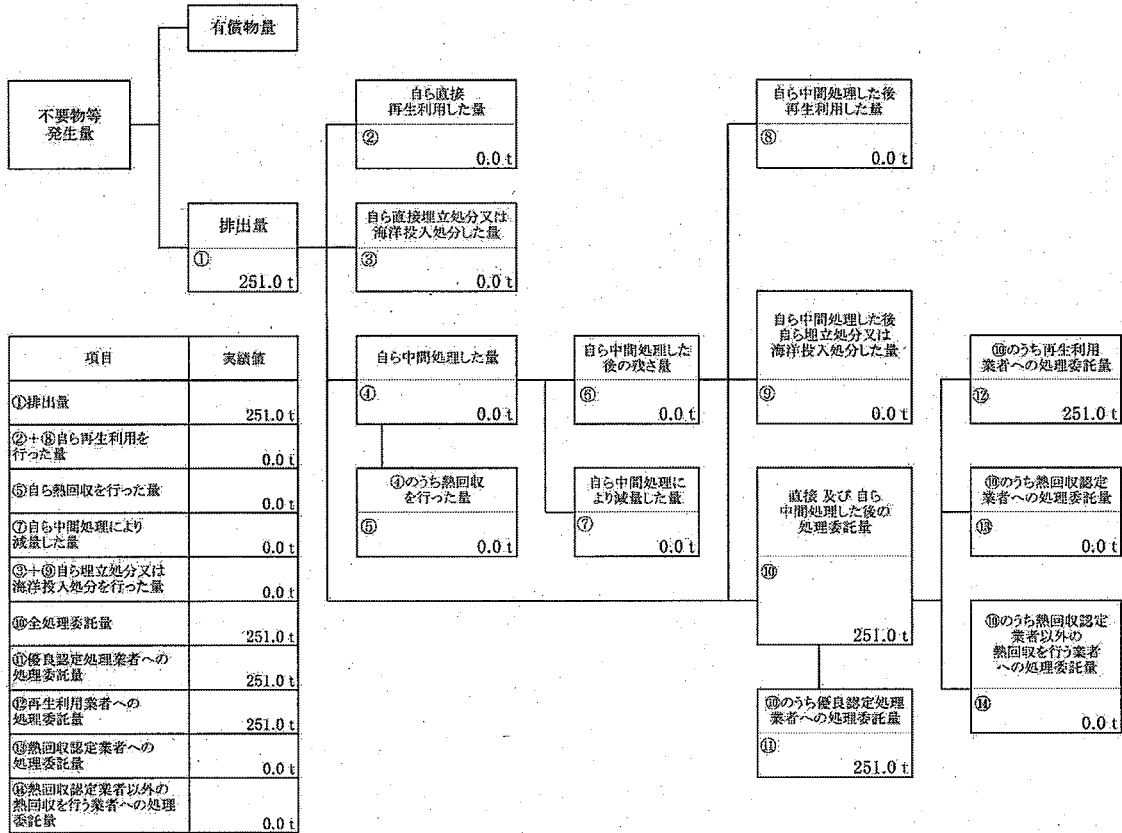 有償物量
不要物等
発生量
排出量
①
251.0 t
自ら直接
再生利用した量
②
0.0 t
自ら直接埋立処分又は
海洋投入処分した量
③
0.0 t
自ら中間処理した量
④
0.0 t
④のうち熱回収
を行った量
⑤
0.0 t
自ら中間処理した
後の残さ量
⑥
0.0 t
自ら中間処理に
より減量した量
⑦
0.0 t
自ら中間処理した後
再生利用した量
⑧
0.0 t
自ら中間処理した後
自ら埋立処分又は
海洋投入処分した量
⑨
0.0 t
直接 及び 自ら
中間処理した後の
処理委託量
⑩
251.0 t
⑩のうち優良認定処理
業者への処理委託量
⑪
251.0 t
⑩のうち再生利用
業者への処理委託量
⑫
251.0 t
⑩のうち熱回収認定
業者への処理委託量
⑬
0.0 t
⑩のうち熱回収認定
業者以外の
熱回収を行う業者
への処理委託量
⑭
0.0 t
項目 実績値
①排出量 251.0 t
②+⑧自ら再生利用を
行った量 0.0 t
⑤自ら熱回収を行った量 0.0 t
⑦自ら中間処理により
減量した量 0.0 t
③+⑨自ら埋立処分又は
海洋投入処分を行った量 0.0 t
⑩全処理委託量 251.0 t
⑪優良認定処理業者への
処理委託量 251.0 t
⑫再生利用業者への
処理委託量 251.0 t
⑬熱回収認定業者への
処理委託量 0.0 t
⑭熱回収認定業者以外の
熱回収を行う業者への処理
委託量 0.0 t